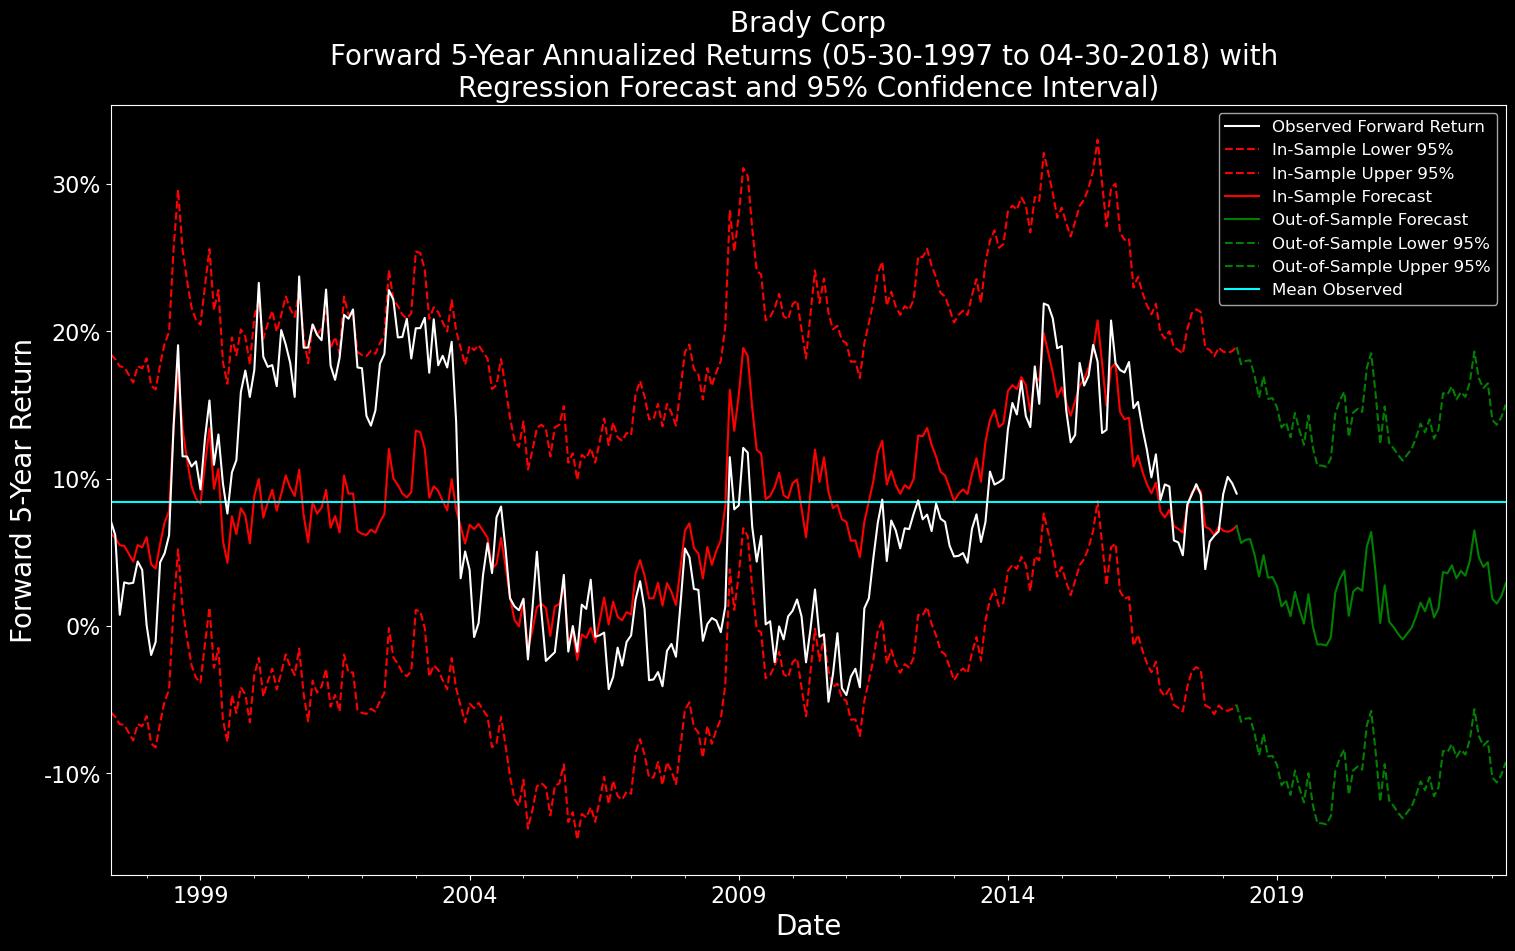 Brady Corp
Forward 5-Year Annualized Returns (05-30-1997 to 04-30-2018) with
Regression Forecast and 95% Confidence Interval)
Observed Forward Return
In-Sample Lower 95%
In-Sample Upper 95%
In-Sample Forecast
Out-of-Sample Forecast
Out-of-Sample Lower 95%
Out-of-Sample Upper 95%
Mean Observed
Forward 5-Year Return
30%
20%
10%
0%
-10%
1999
2004
2009
2014
2019
Date